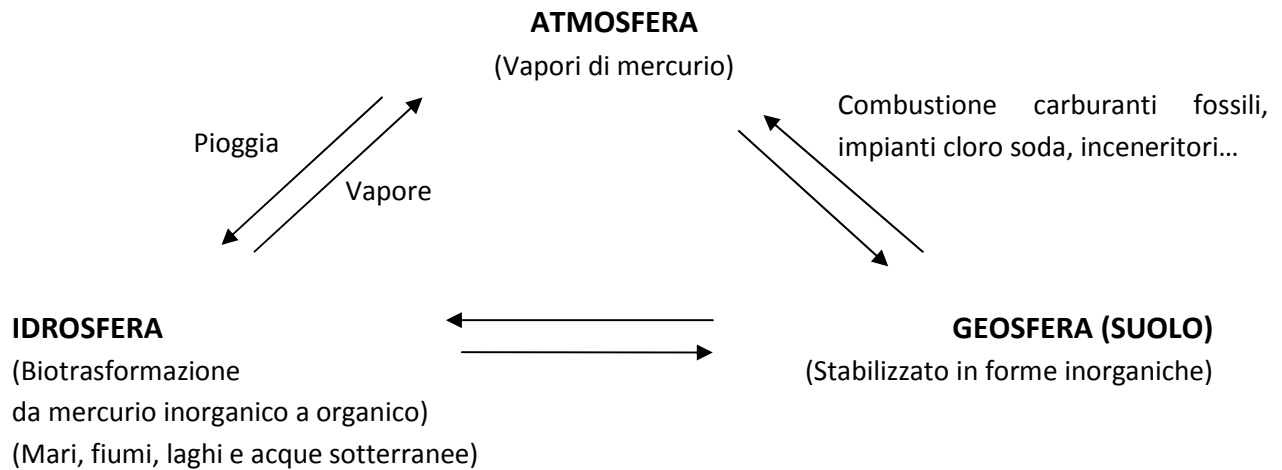 ATMOSFERA
(Vapori di mercurio)
Combustione carburanti fossili,
impianti cloro soda, inceneritori…
Pioggia
Vapore
IDROSFERA
(Biotrasformazione
da mercurio inorganico a organico)
(Mari, fiumi, laghi e acque sotterranee)
GEOSFERA (SUOLO)
(Stabilizzato in forme inorganiche)